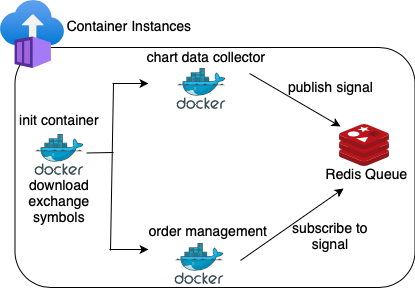 Container Instances
chart data collector
docker
publish signal
init container
docker
download
exchange
symbols
Redis Queue
order management
docker
subscribe to
signal